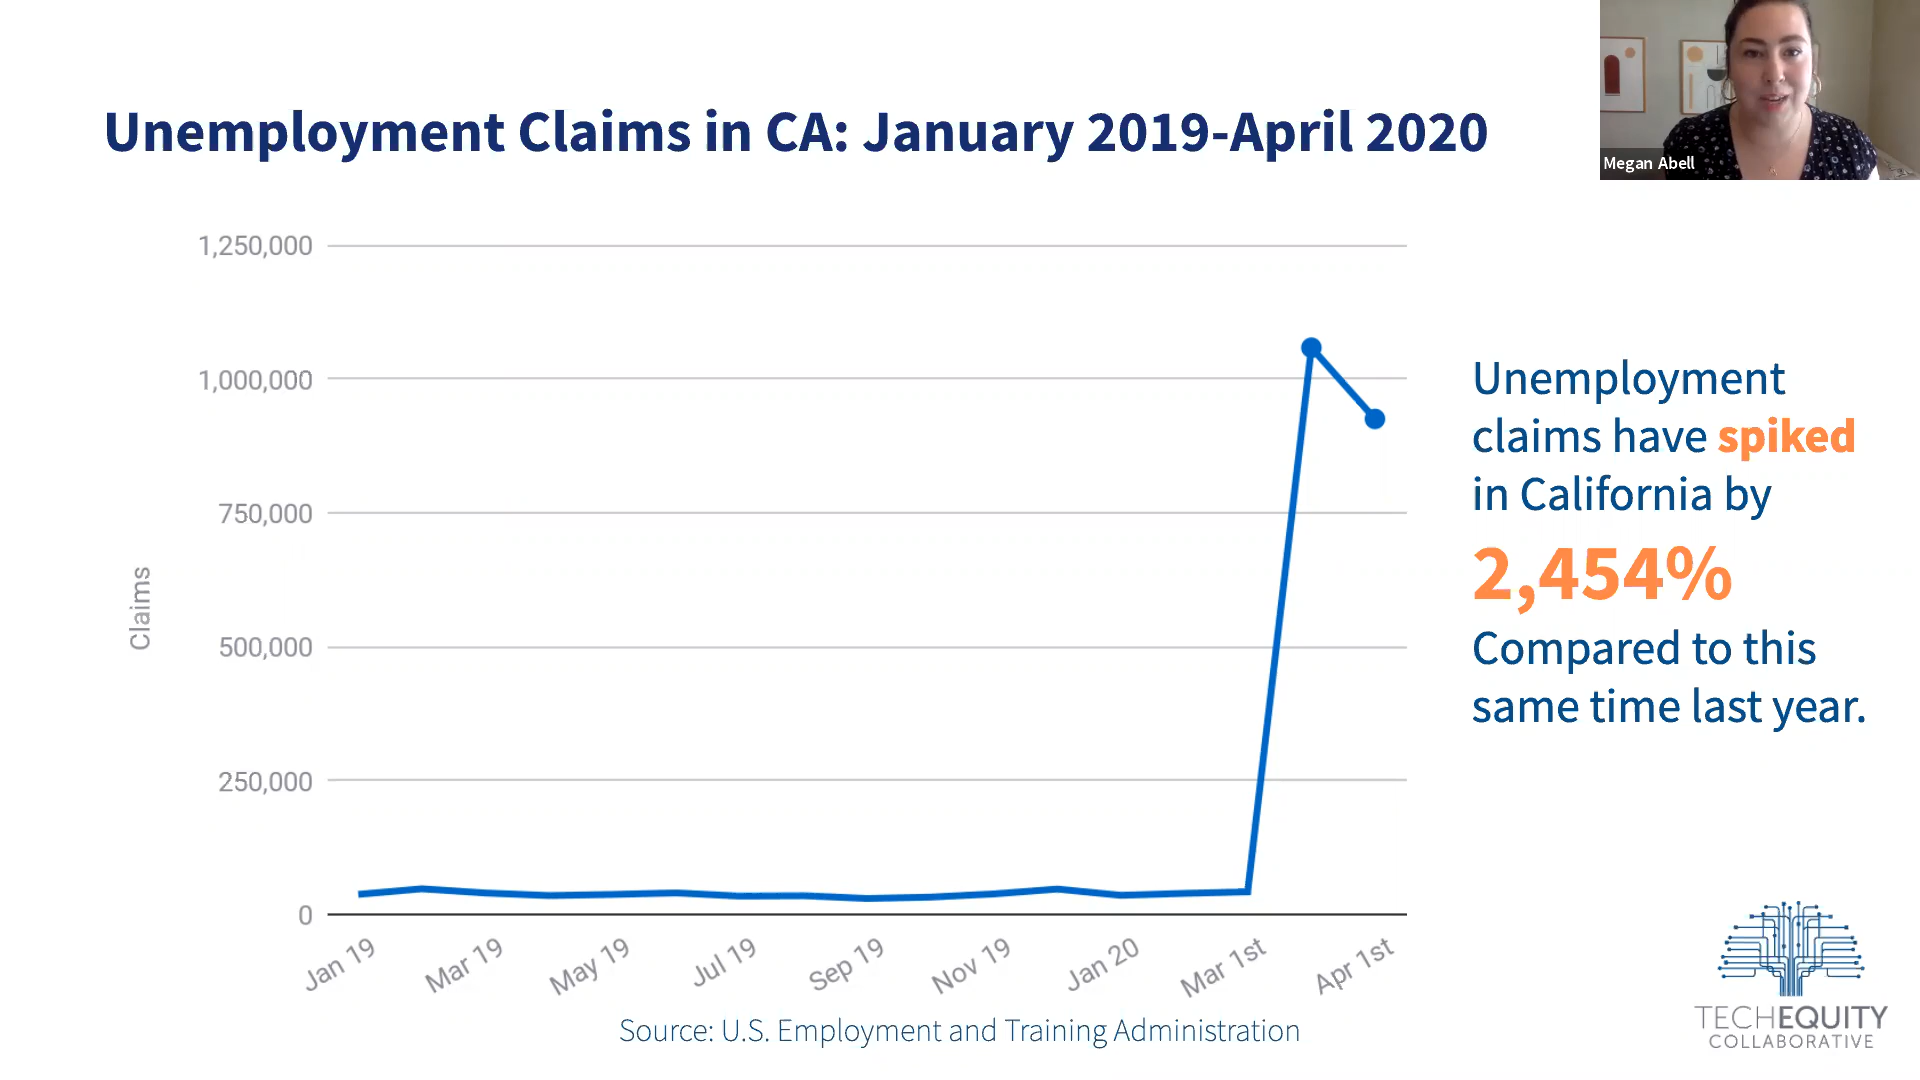 Unemployment Claims in CA: January 2019-April 2020
Megan Abell
1,250,000
1,000,000
750,000
500,000
250,000
0
Claims
Jan 19
Mar 19
May 19
Jul 19
Sep 19
Nov 19
Jan 20
Mar 1st
Apr 1st
Unemployment
claims have spiked
in California by
2,454%
Compared to this
same time last year.
Source: U.S. Employment and Training Administration
TECHEQUITY
COLLABORATIVE